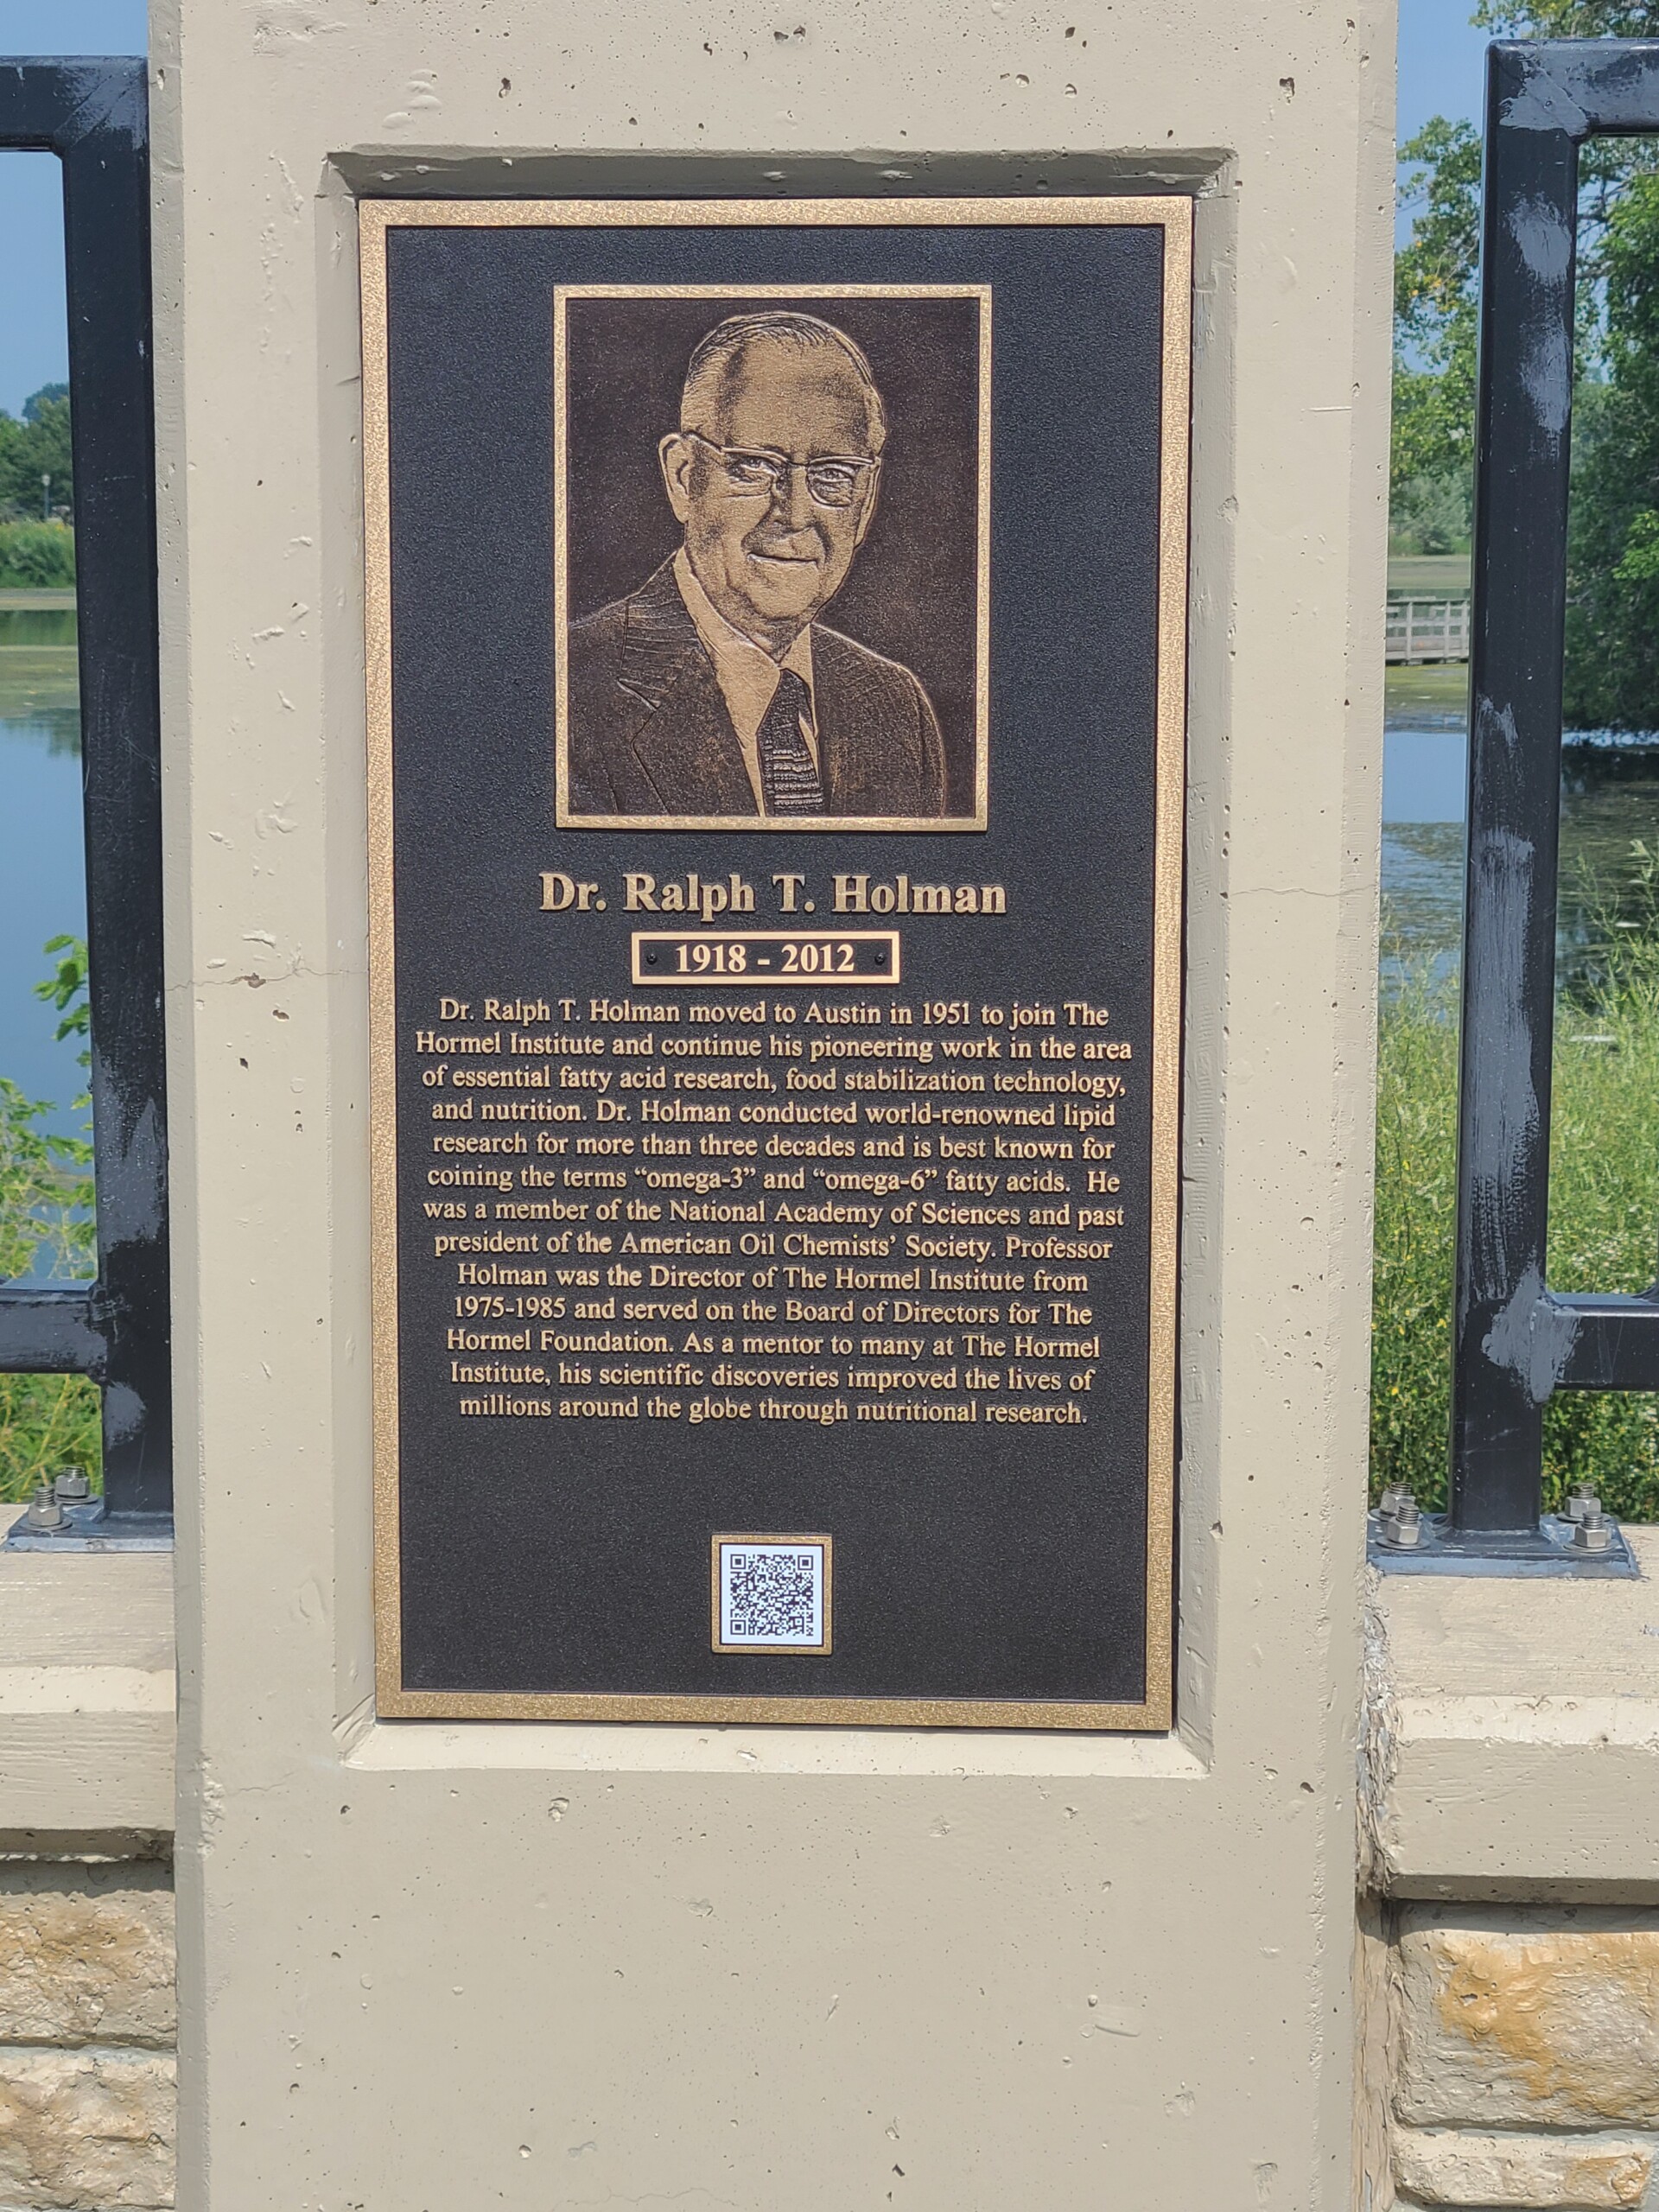 Dr. Ralph T. Holman
1918 - 2012
Dr. Ralph T. Holman moved to Austin in 1951 to join The
Hormel Institute and continue his pioneering work in the area
of essential fatty acid research, food stabilization technology,
and nutrition. Dr. Holman conducted world-renowned lipid
research for more than three decades and is best known for
coining the terms “omega-3” and “omega-6” fatty acids. He
was a member of the National Academy of Sciences and past
president of the American Oil Chemists’ Society. Professor
Holman was the Director of The Hormel Institute from
1975-1985 and served on the Board of Directors for The
Hormel Foundation. As a mentor to many at The Hormel
Institute, his scientific discoveries improved the lives of
millions around the globe through nutritional research.